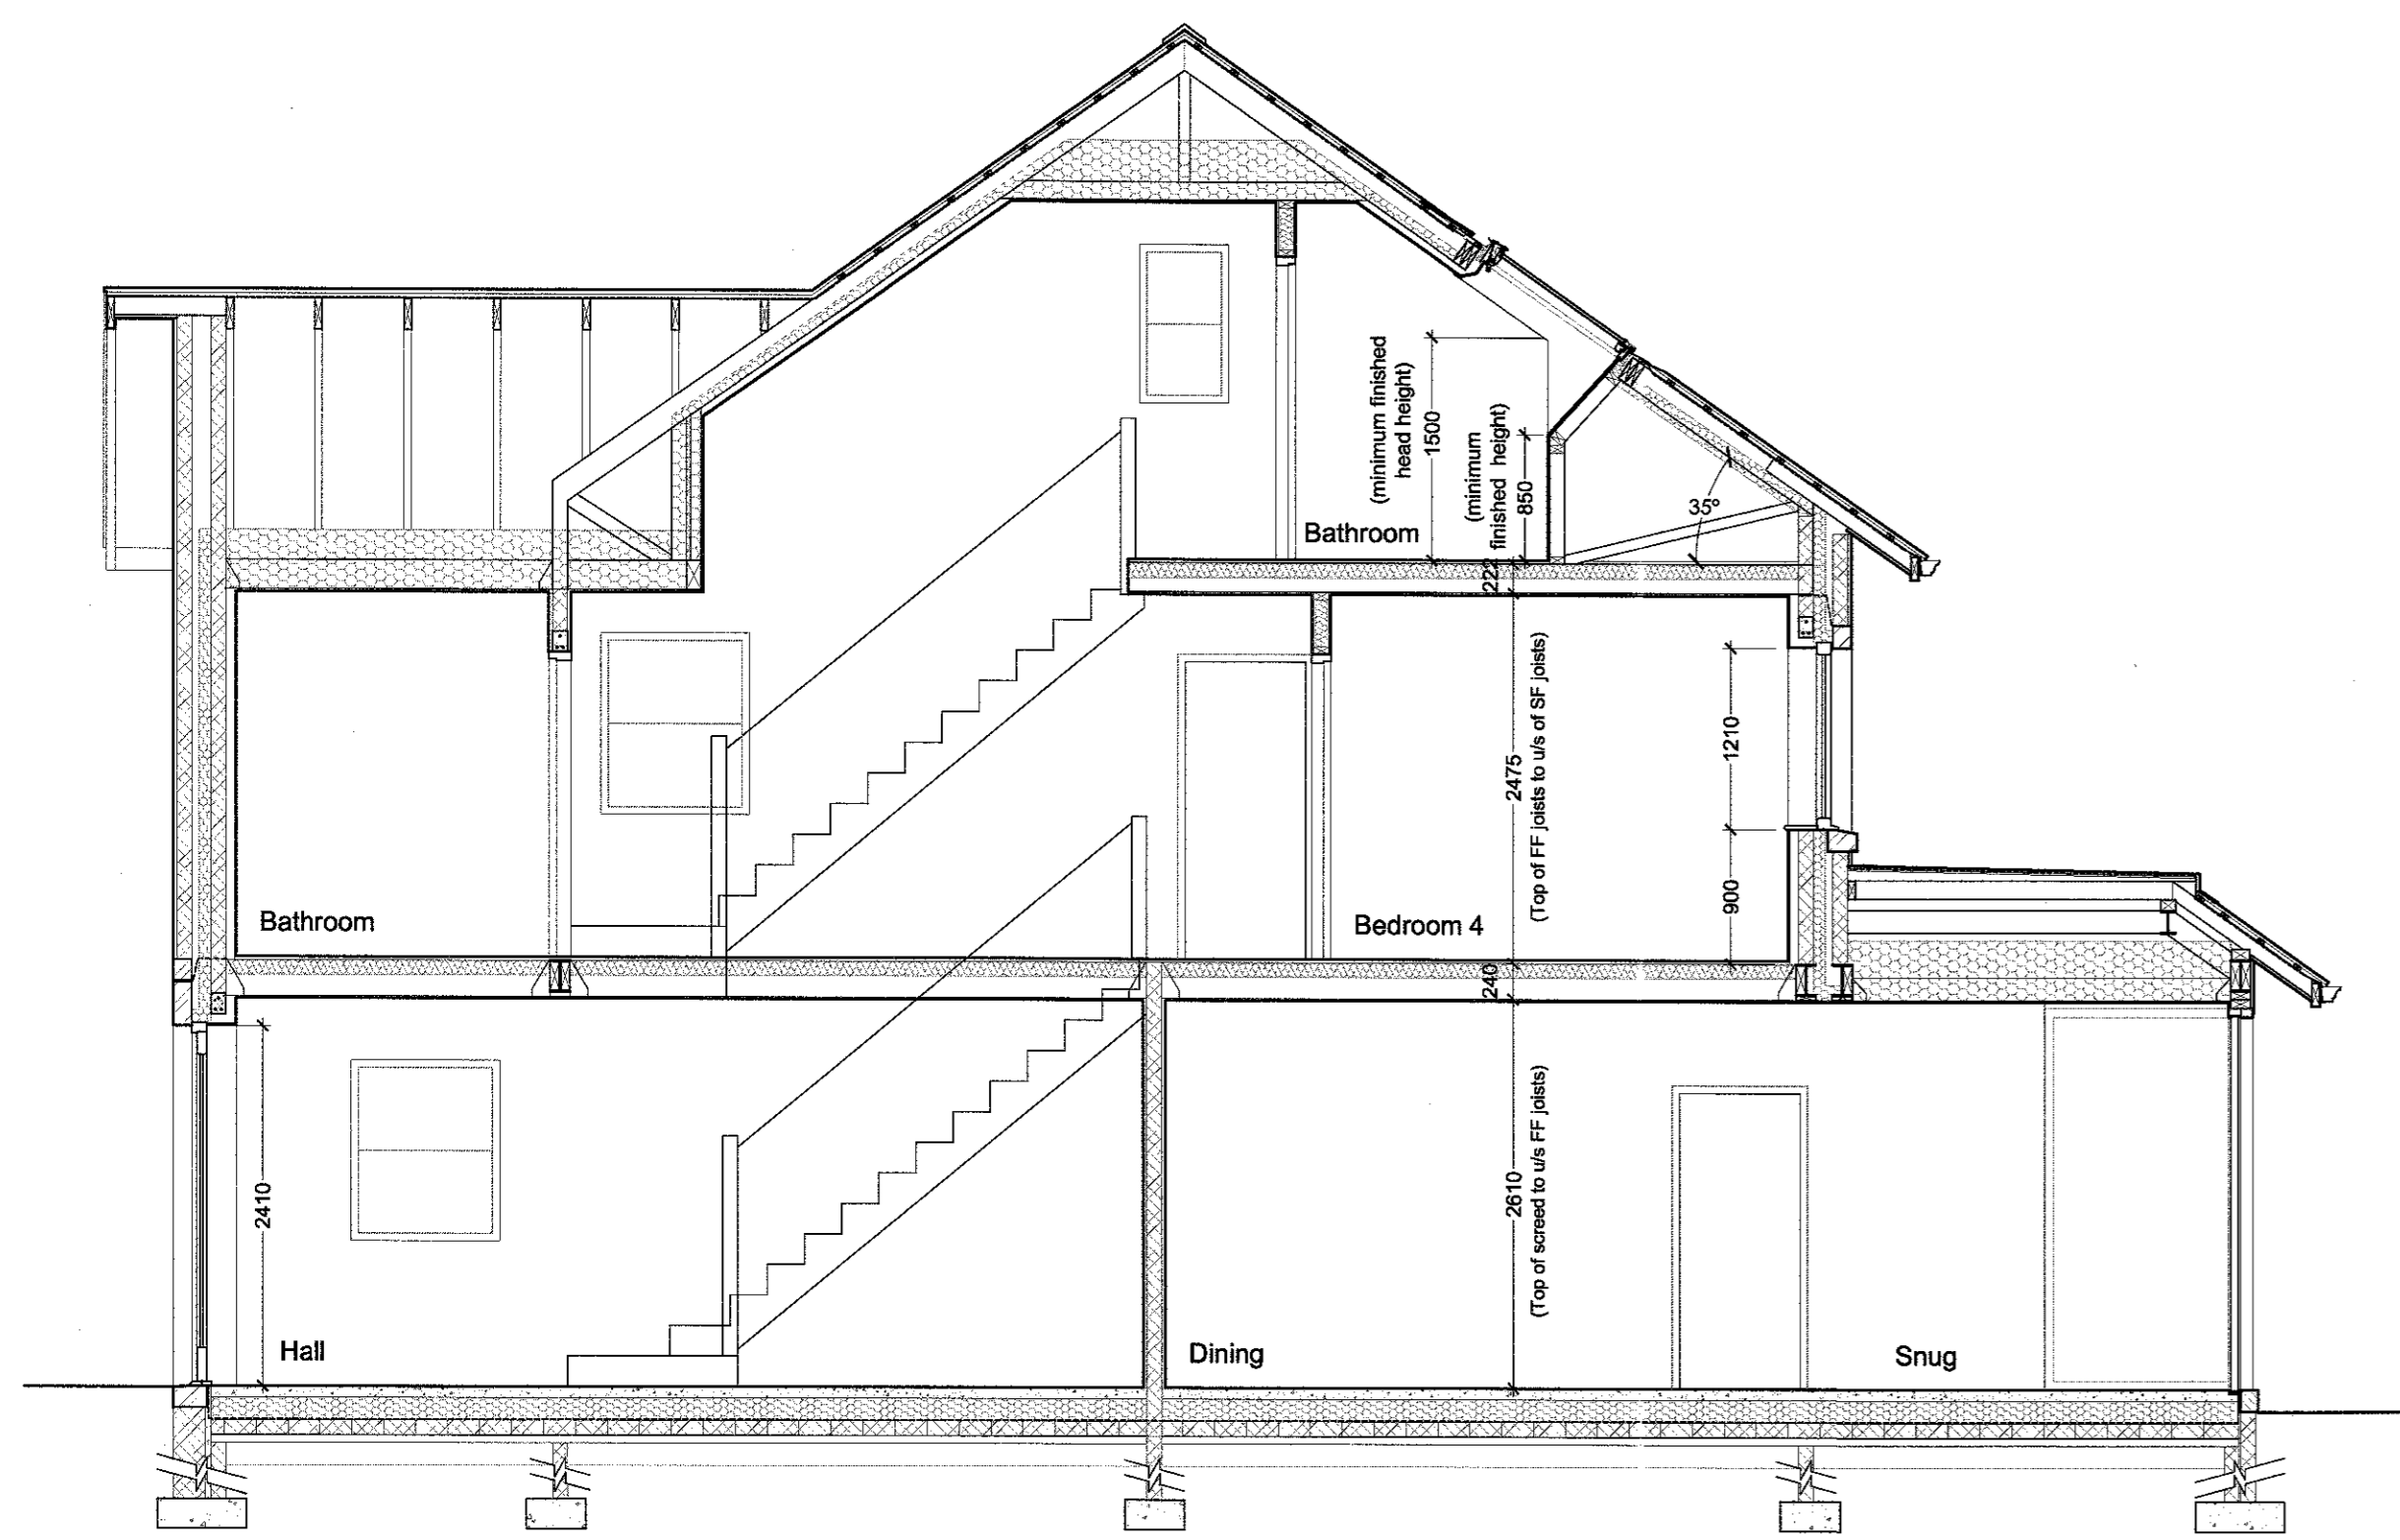 (minimum finished
head height)
1500
(minimum
finished height)
850
35°
Bathroom
222
2475
(Top of FF joists to u/s of SF joists)
1210
900
Bathroom
Bedroom 4
240
2410
2610
(Top of screed to u/s FF joists)
Hall
Dining
Snug